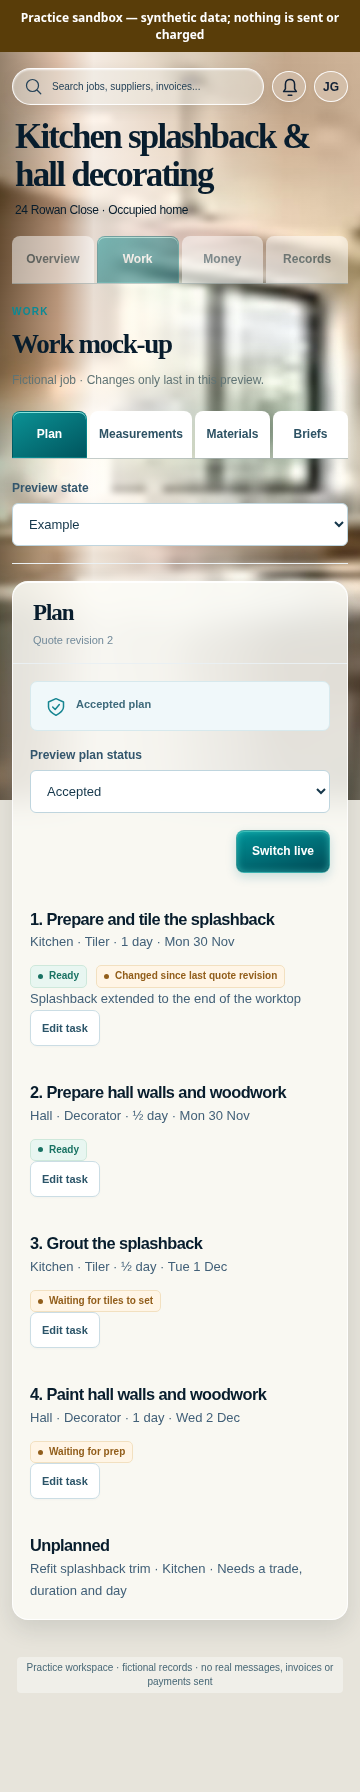 Practice sandbox — synthetic data; nothing is sent or
charged
Search jobs, suppliers, invoices...
JG
Kitchen splashback &
hall decorating
24 Rowan Close · Occupied home
Overview
Work
Money
Records
WORK
Work mock-up
Fictional job · Changes only last in this preview.
Plan
Measurements
Materials
Briefs
Preview state
Example
Plan
Quote revision 2
Accepted plan
Preview plan status
Accepted
Switch live
1. Prepare and tile the splashback
Kitchen · Tiler · 1 day · Mon 30 Nov
Ready
Changed since last quote revision
Splashback extended to the end of the worktop
Edit task
2. Prepare hall walls and woodwork
Hall · Decorator · ½ day · Mon 30 Nov
Ready
Edit task
3. Grout the splashback
Kitchen · Tiler · ½ day · Tue 1 Dec
Waiting for tiles to set
Edit task
4. Paint hall walls and woodwork
Hall · Decorator · 1 day · Wed 2 Dec
Waiting for prep
Edit task
Unplanned
Refit splashback trim · Kitchen · Needs a trade,
duration and day
Practice workspace · fictional records · no real messages, invoices or
payments sent